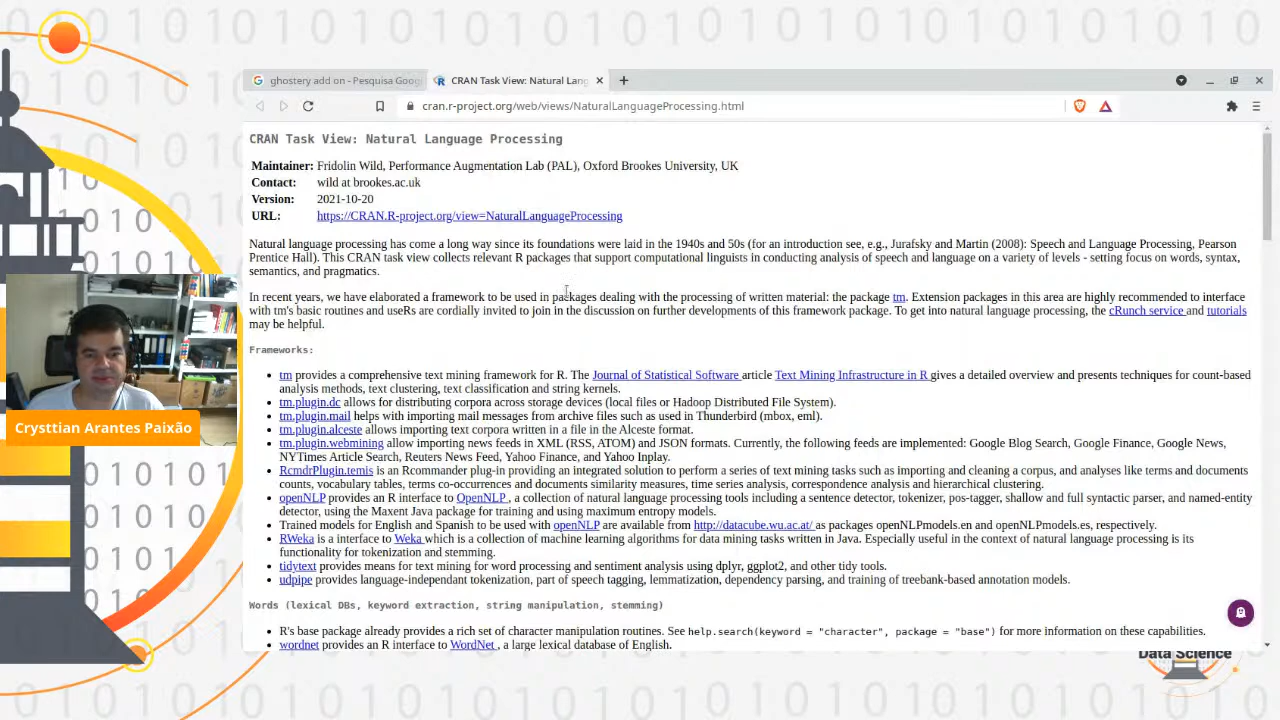 ghostery add on - Pesquisa Goog
CRAN Task View: Natural Lang
cran.r-project.org/web/views/NaturalLanguageProcessing.html
CRAN Task View: Natural Language Processing
Maintainer: Fridolin Wild, Performance Augmentation Lab (PAL), Oxford Brookes University, UK
Contact: wild at brookes.ac.uk
Version: 2021-10-20
URL: https://CRAN.R-project.org/view=NaturalLanguageProcessing
Natural language processing has come a long way since its foundations were laid in the 1940s and 50s (for an introduction see, e.g., Jurafsky and Martin (2008): Speech and Language Processing, Pearson
Prentice Hall). This CRAN task view collects relevant R packages that support computational linguists in conducting analysis of speech and language on a variety of levels - setting focus on words, syntax,
semantics, and pragmatics.
In recent years, we have elaborated a framework to be used in packages dealing with the processing of written material: the package tm. Extension packages in this area are highly recommended to interface
with tm's basic routines and useRs are cordially invited to join in the discussion on further developments of this framework package. To get into natural language processing, the cRunch service and tutorials
may be helpful.
Frameworks:
• tm provides a comprehensive text mining framework for R. The Journal of Statistical Software article Text Mining Infrastructure in R gives a detailed overview and presents techniques for count-based
analysis methods, text clustering, text classification and string kernels.
• tm.plugin.dc allows for distributing corpora across storage devices (local files or Hadoop Distributed File System).
• tm.plugin.mail helps with importing mail messages from archive files such as used in Thunderbird (mbox, eml).
• tm.plugin.alceste allows importing text corpora written in a file in the Alceste format.
• tm.plugin.webmining allow importing news feeds in XML (RSS, ATOM) and JSON formats. Currently, the following feeds are implemented: Google Blog Search, Google Finance, Google News,
NYTimes Article Search, Reuters News Feed, Yahoo Finance, and Yahoo Inplay.
• RcmdrPlugin.temis is an Rcommander plug-in providing an integrated solution to perform a series of text mining tasks such as importing and cleaning a corpus, and analyses like terms and documents
counts, vocabulary tables, terms co-occurrences and documents similarity measures, time series analysis, correspondence analysis and hierarchical clustering.
• openNLP provides an R interface to OpenNLP , a collection of natural language processing tools including a sentence detector, tokenizer, pos-tagger, shallow and full syntactic parser, and named-entity
detector, using the Maxent Java package for training and using maximum entropy models.
• Trained models for English and Spanish to be used with openNLP are available from http://datacube.wu.ac.at/ as packages openNLPmodels.en and openNLPmodels.es, respectively.
• RWeka is a interface to Weka which is a collection of machine learning algorithms for data mining tasks written in Java. Especially useful in the context of natural language processing is its
functionality for tokenization and stemming.
• tidytext provides means for text mining for word processing and sentiment analysis using dplyr, ggplot2, and other tidy tools.
• udpipe provides language-independant tokenization, part of speech tagging, lemmatization, dependency parsing, and training of treebank-based annotation models.
Words (lexical DBs, keyword extraction, string manipulation, stemming)
• R's base package already provides a rich set of character manipulation routines. See help.search(keyword = "character", package = "base") for more information on these capabilities.
• wordnet provides an R interface to WordNet , a large lexical database of English.
Crysttian Arantes Paixão
Data Science